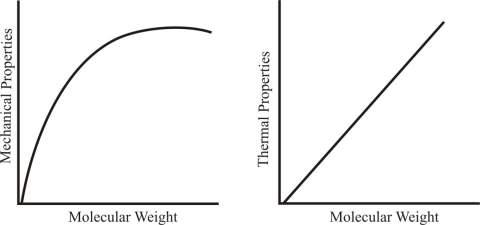 Mechanical Properties
Molecular Weight
Thermal Properties
Molecular Weight